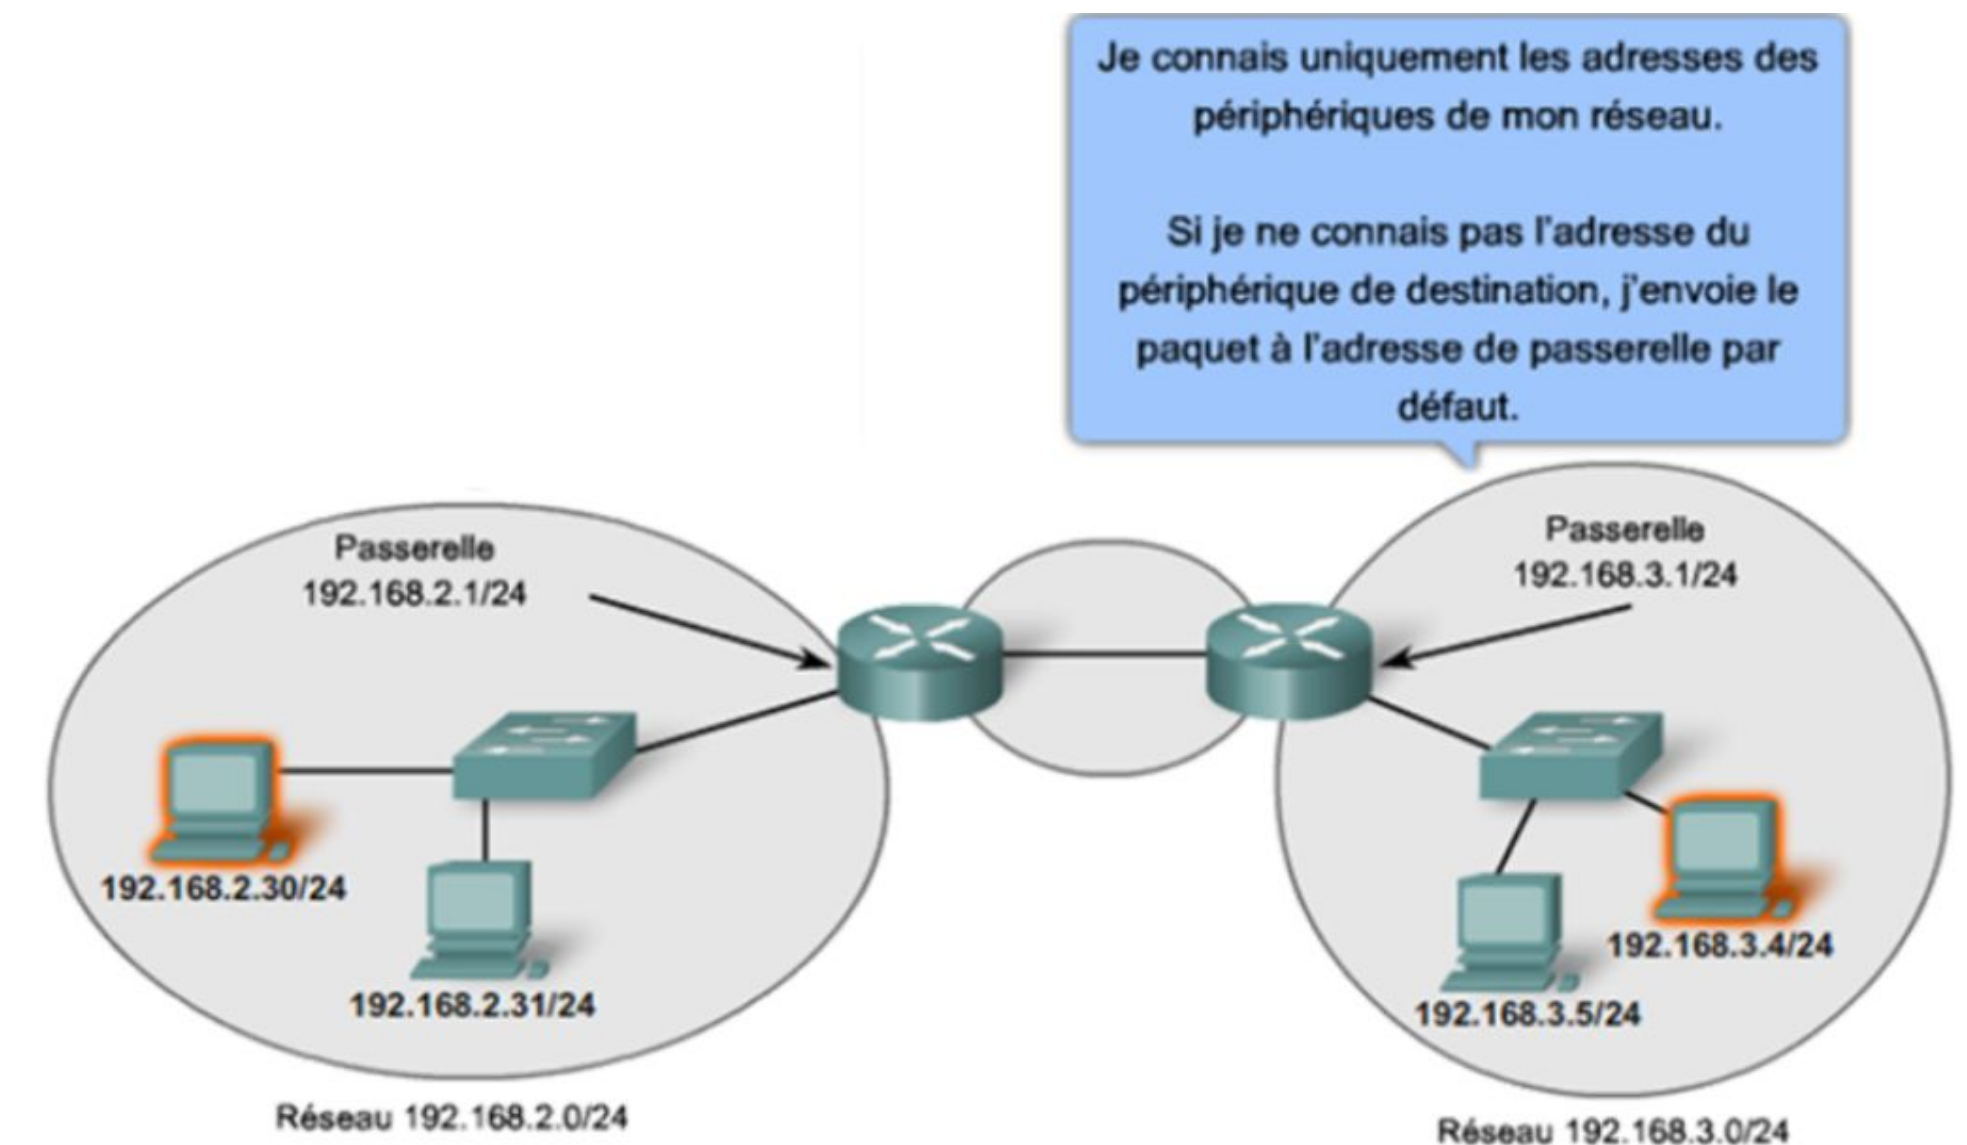 Je connais uniquement les adresses des
périphériques de mon réseau.
Si je ne connais pas l'adresse du
périphérique de destination, j'envoie le
paquet à l'adresse de passerelle par
défaut.
Passerelle
192.168.2.1/24
Passerelle
192.168.3.1/24
192.168.2.30/24
192.168.2.31/24
192.168.3.4/24
192.168.3.5/24
Réseau 192.168.2.0/24
Réseau 192.168.3.0/24